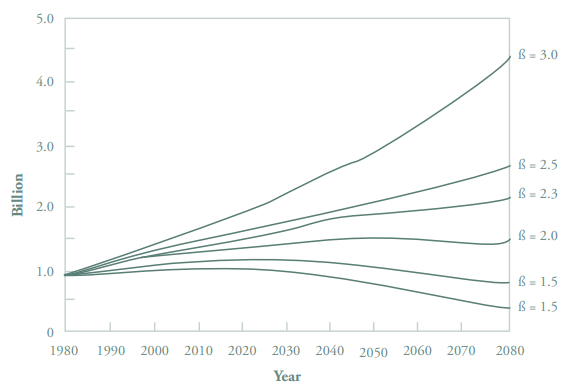 5.0
4.0
3.0
2.0
1.0
0
Billion
ß = 3.0
ß = 2.5
ß = 2.3
ß = 2.0
ß = 1.5
ß = 1.5
1980 1990 2000 2010 2020 2030 2040 2050 2060 2070 2080
Year